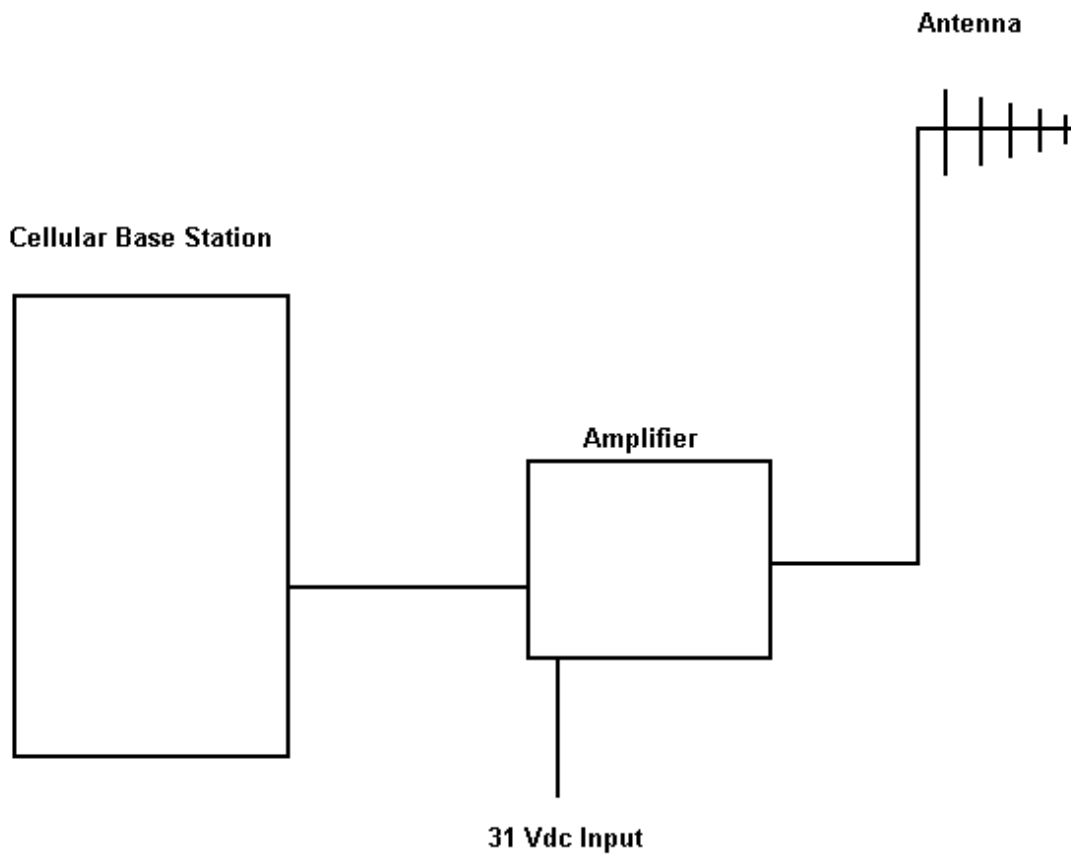 Antenna
Cellular Base Station
Amplifier
31 Vdc Input